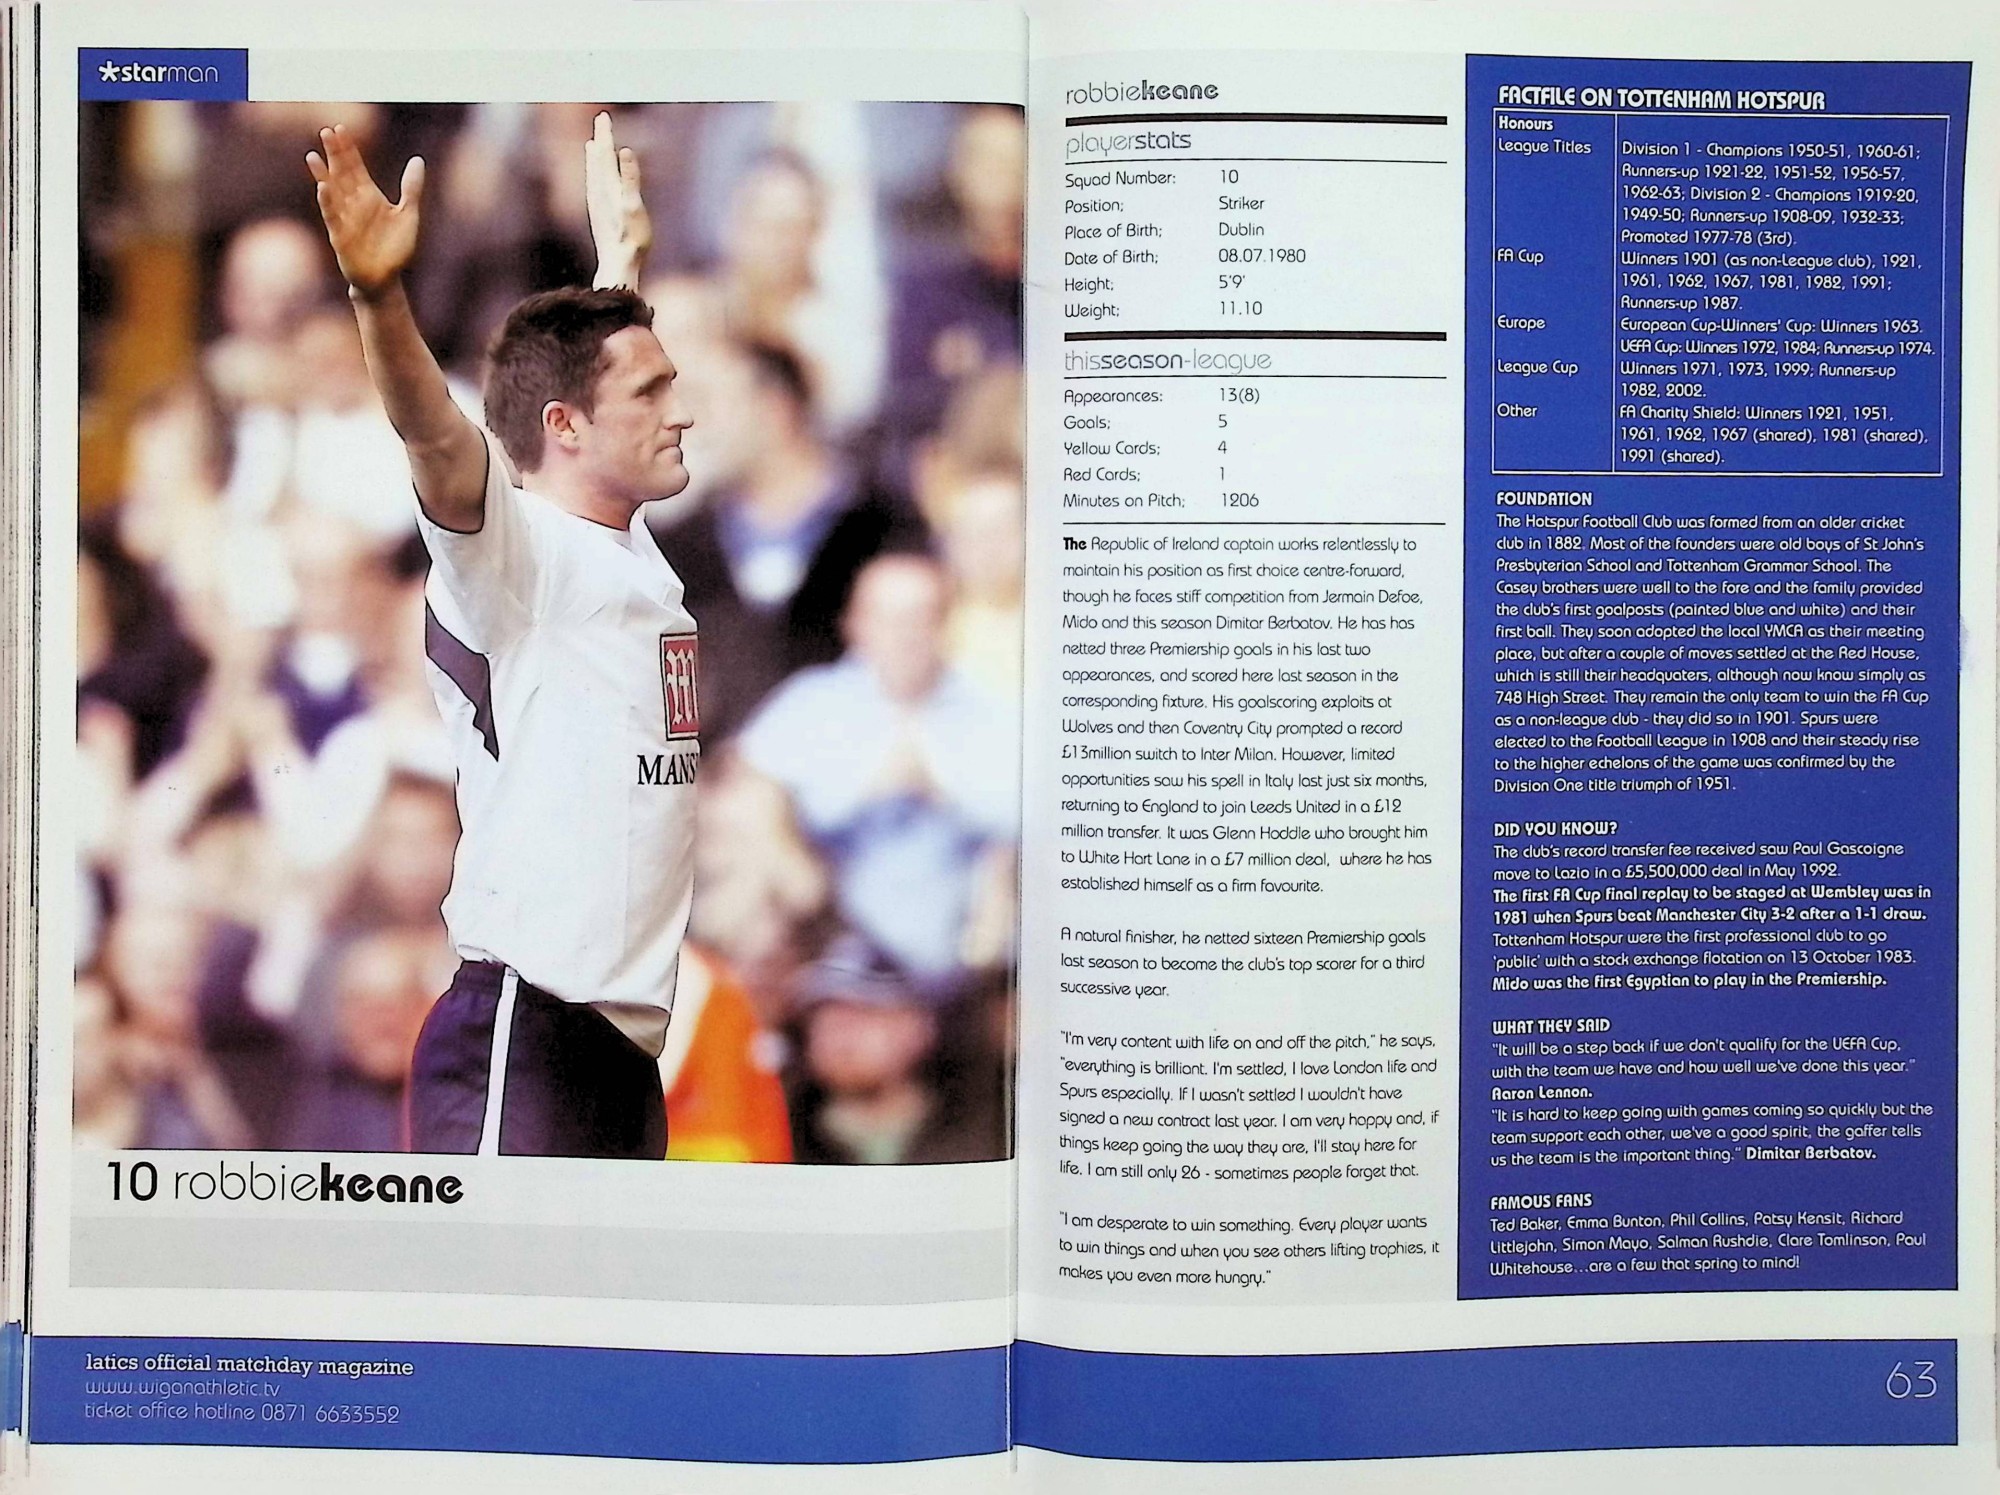 *starman
MANS
10 robbiekeane
latics official matchday magazine
www.wiganathletic.tv
ticket office hotline 0871 6633552
robbiekeane
playerstats
Squad Number: 10
Position; Striker
Place of Birth; Dublin
Date of Birth; 08.07.1980
Height; 5'9'
Weight; 11.10
thisseason-league
Appearances: 13(8)
Goals; 5
Yellow Cards; 4
Red Cards; 1
Minutes on Pitch; 1206
The Republic of Ireland captain works relentlessly to
maintain his position as first choice centre-forward,
though he faces stiff competition from Jermain Defoe,
Mido and this season Dimitar Berbatov. He has has
netted three Premiership goals in his last two
appearances, and scored here last season in the
corresponding fixture. His goalscoring exploits at
Wolves and then Coventry City prompted a record
£13million switch to Inter Milan. However, limited
opportunities saw his spell in Italy last just six months,
returning to England to join Leeds United in a £12
million transfer. It was Glenn Hoddle who brought him
to White Hart Lane in a £7 million deal, where he has
established himself as a firm favourite.
A natural finisher, he netted sixteen Premiership goals
last season to become the club's top scorer for a third
successive year.
"I'm very content with life on and off the pitch," he says,
"everything is brilliant. I'm settled, I love London life and
Spurs especially. If I wasn't settled I wouldn't have
signed a new contract last year. I am very happy and, if
things keep going the way they are, I'll stay here for
life. I am still only 26 - sometimes people forget that.
"I am desperate to win something. Every player wants
to win things and when you see others lifting trophies, it
makes you even more hungry."
FACTFILE ON TOTTENHAM HOTSPUR
Honours
League Titles Division 1 - Champions 1950-51, 1960-61;
Runners-up 1921-22, 1951-52, 1956-57,
1962-63; Division 2 - Champions 1919-20,
1949-50; Runners-up 1908-09, 1932-33;
Promoted 1977-78 (3rd).
FA Cup Winners 1901 (as non-League club), 1921,
1961, 1962, 1967, 1981, 1982, 1991;
Runners-up 1987.
Europe European Cup-Winners' Cup: Winners 1963.
UEFA Cup: Winners 1972, 1984; Runners-up 1974.
League Cup Winners 1971, 1973, 1999; Runners-up
1982, 2002.
Other FA Charity Shield: Winners 1921, 1951,
1961, 1962, 1967 (shared), 1981 (shared),
1991 (shared).
FOUNDATION
The Hotspur Football Club was formed from an older cricket
club in 1882. Most of the founders were old boys of St John's
Presbyterian School and Tottenham Grammar School. The
Casey brothers were well to the fore and the family provided
the club's first goalposts (painted blue and white) and their
first ball. They soon adopted the local YMCA as their meeting
place, but after a couple of moves settled at the Red House,
which is still their headquaters, although now know simply as
748 High Street. They remain the only team to win the FA Cup
as a non-league club - they did so in 1901. Spurs were
elected to the Football League in 1908 and their steady rise
to the higher echelons of the game was confirmed by the
Division One title triumph of 1951.
DID YOU KNOW?
The club's record transfer fee received saw Paul Gascoigne
move to Lazio in a £5,500,000 deal in May 1992.
The first FA Cup final replay to be staged at Wembley was in
1981 when Spurs beat Manchester City 3-2 after a 1-1 draw.
Tottenham Hotspur were the first professional club to go
'public' with a stock exchange flotation on 13 October 1983.
Mido was the first Egyptian to play in the Premiership.
WHAT THEY SAID
"It will be a step back if we don't qualify for the UEFA Cup,
with the team we have and how well we've done this year."
Aaron Lennon.
"It is hard to keep going with games coming so quickly but the
team support each other, we've a good spirit, the gaffer tells
us the team is the important thing." Dimitar Berbatov.
FAMOUS FANS
Ted Baker, Emma Bunton, Phil Collins, Patsy Kensit, Richard
Littlejohn, Simon Mayo, Salman Rushdie, Clare Tomlinson, Paul
Whitehouse...are a few that spring to mind!
63